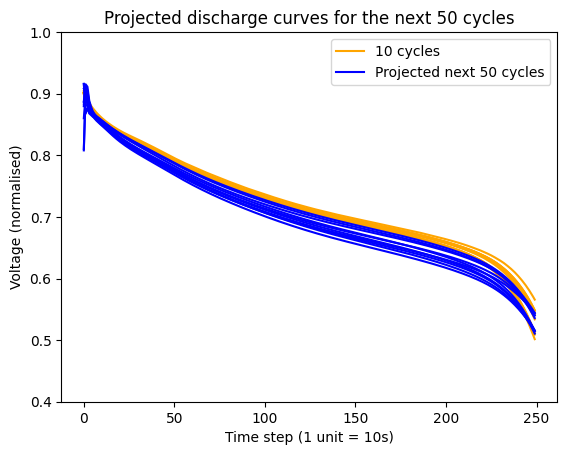 Projected discharge curves for the next 50 cycles
10 cycles
Projected next 50 cycles
Voltage (normalised)
1.0
0.9
0.8
0.7
0.6
0.5
0.4
0 50 100 150 200 250
Time step (1 unit = 10s)